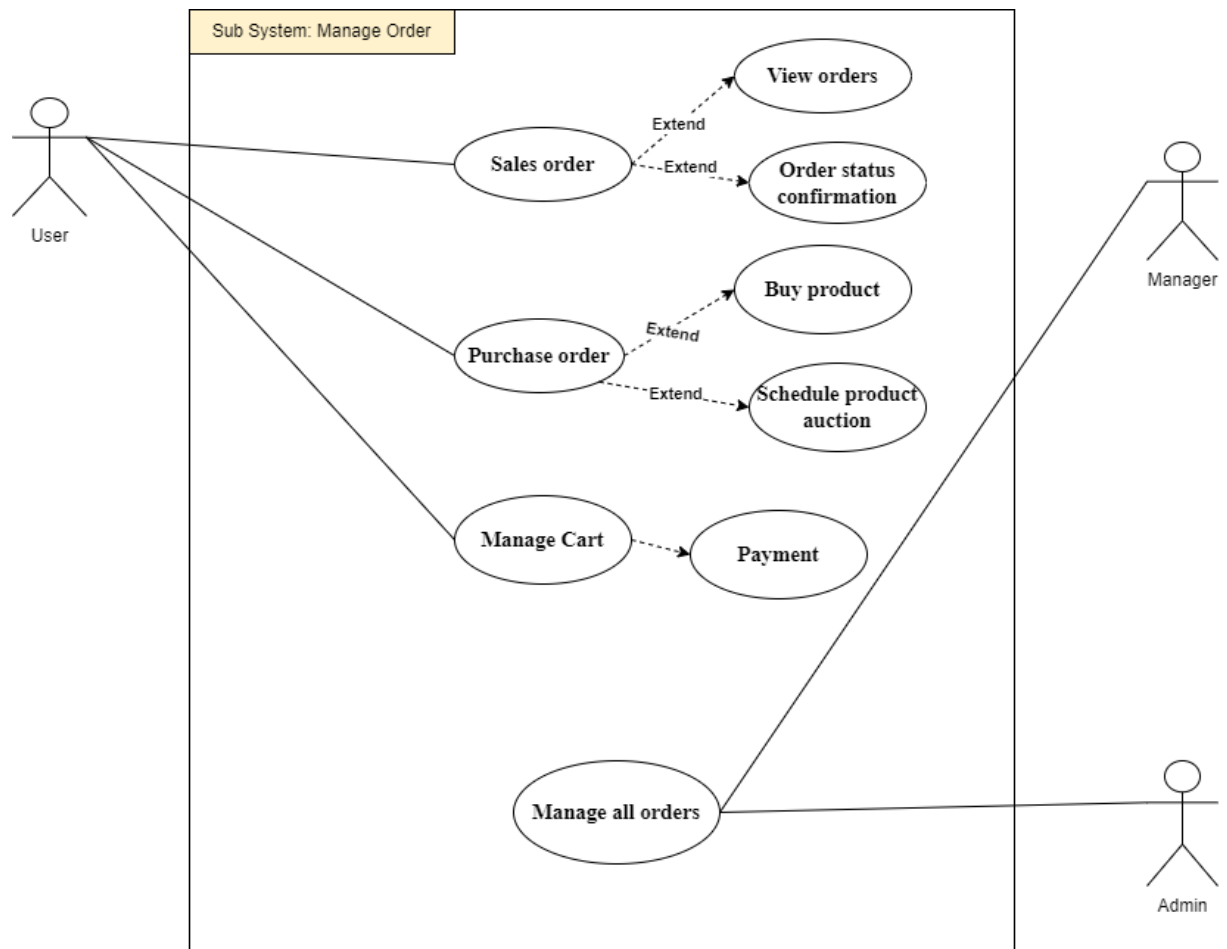 Sub System: Manage Order
View orders
Extend
Sales order
Extend
Order status
confirmation
User
Manager
Buy product
Extend
Purchase order
Extend
Schedule product
auction
Manage Cart
Payment
Manage all orders
Admin